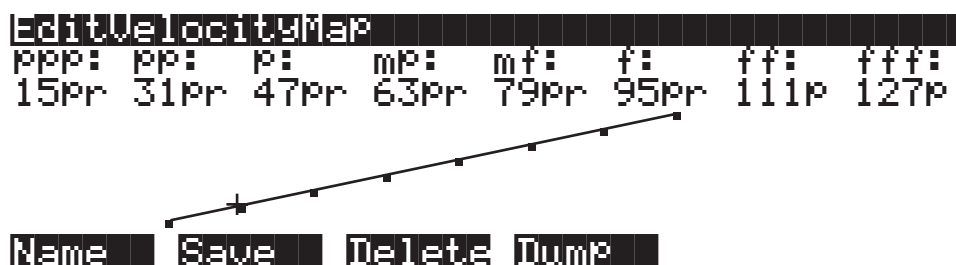 EditVelocityMap
ppp: pp: p: mp: mf: f: ff: fff:
15pr 31pr 47pr 63pr 79pr 95pr 111p 127p
Name Save Delete Dump